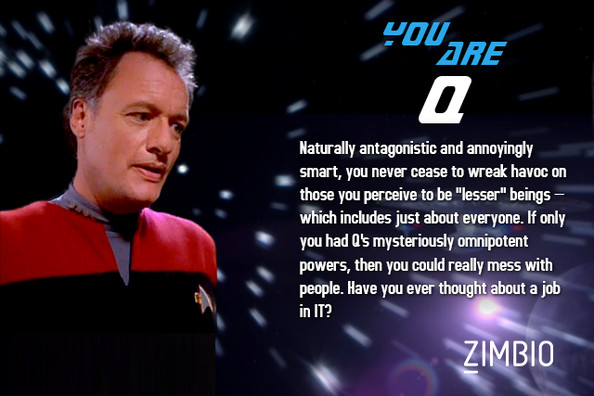 YOU
ARE
Q
Naturally antagonistic and annoyingly
smart, you never cease to wreak havoc on
those you perceive to be "lesser" beings –
which includes just about everyone. If only
you had Q's mysteriously omnipotent
powers, then you could really mess with
people. Have you ever thought about a job
in IT?
ZIMBIO